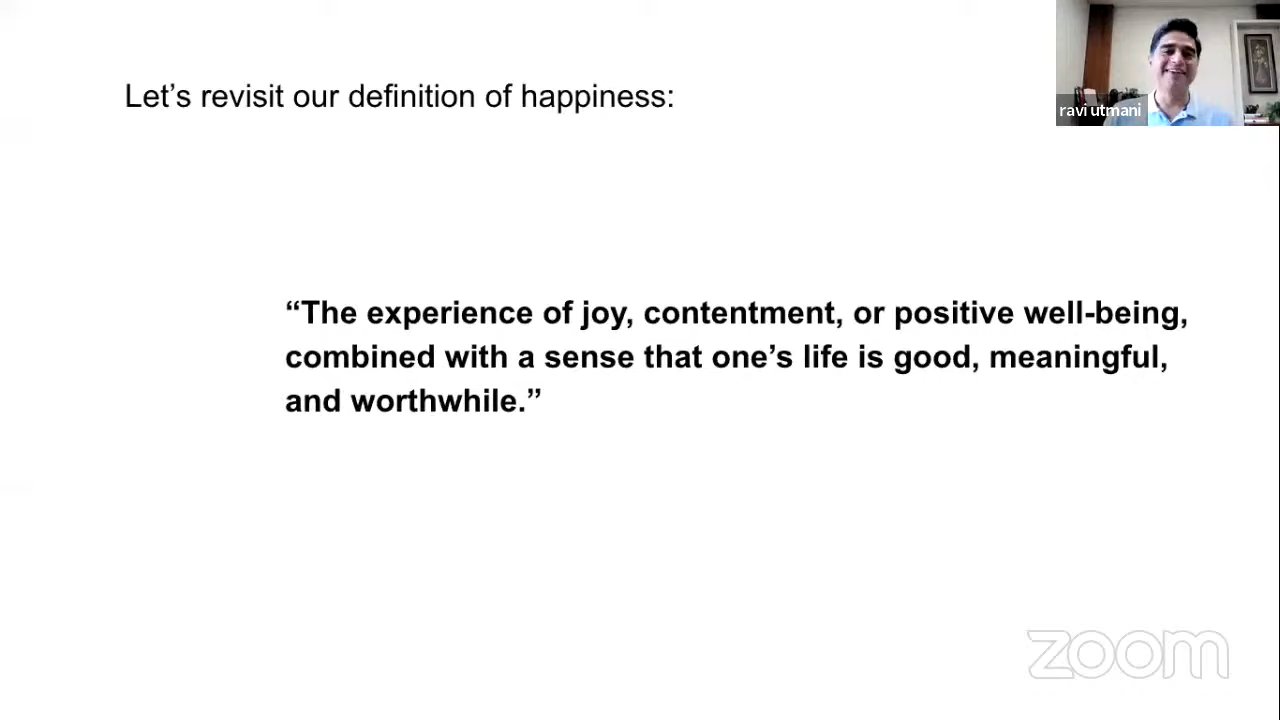 Let’s revisit our definition of happiness:
ravi utmani
“The experience of joy, contentment, or positive well-being,
combined with a sense that one’s life is good, meaningful,
and worthwhile.”
zoom